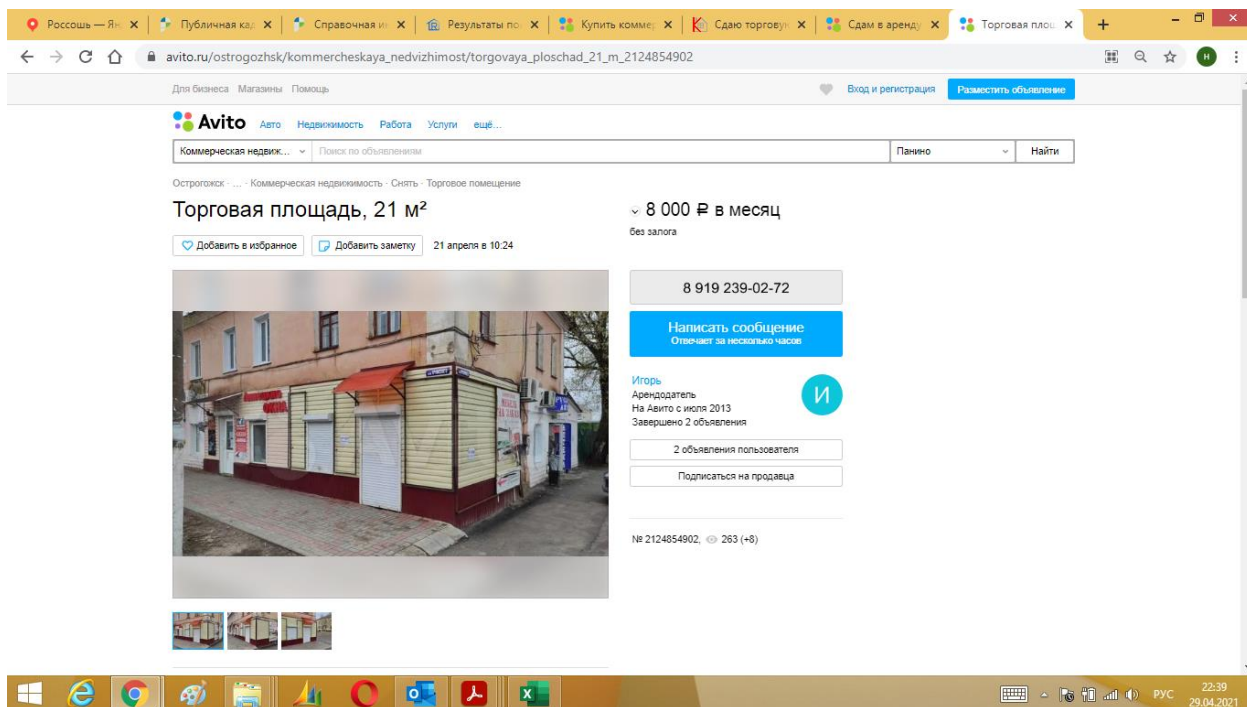 Россошь — Ян
Публичная кад
Справочная ин
Результаты по
Купить коммер
Сдаю торговую
Сдам в аренду
Торговая площ
avito.ru/ostrogozhsk/kommercheskaya_nedvizhimost/torgovaya_ploschad_21_m_2124854902
Для бизнеса Магазины Помощь
Вход и регистрация
Разместить объявление
Avito
Авто Недвижимость Работа Услуги ещё...
Коммерческая недвиж...
Поиск по объявлениям
Панино
Найти
Острогожск · ... · Коммерческая недвижимость · Снять · Торговое помещение
Торговая площадь, 21 м²
8 000 ₽ в месяц
без залога
Добавить в избранное
Добавить заметку
21 апреля в 10:24
8 919 239-02-72
Написать сообщение
Отвечает за несколько часов
Игорь
Арендодатель
На Авито с июля 2013
Завершено 2 объявления
И
2 объявления пользователя
Подписаться на продавца
№ 2124854902, 263 (+8)
ОКНА
РУС
22:39
29.04.2021